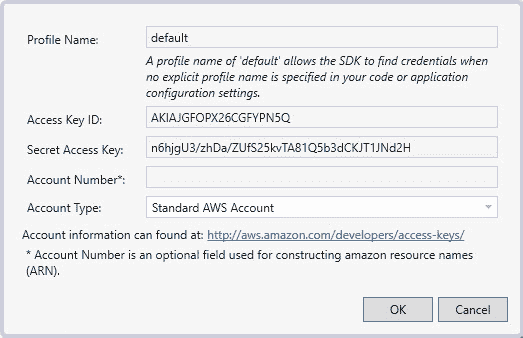 Profile Name: default
A profile name of 'default' allows the SDK to find credentials when
no explicit profile name is specified in your code or application
configuration settings.
Access Key ID: AKIAJGFOPX26CGFYPN5Q
Secret Access Key: n6hjgU3/zhDa/ZUfS25kvTA81Q5b3dCKJT1JNd2H
Account Number*:
Account Type: Standard AWS Account
Account information can found at: http://aws.amazon.com/developers/access-keys/
* Account Number is an optional field used for constructing amazon resource names
(ARN).
OK Cancel